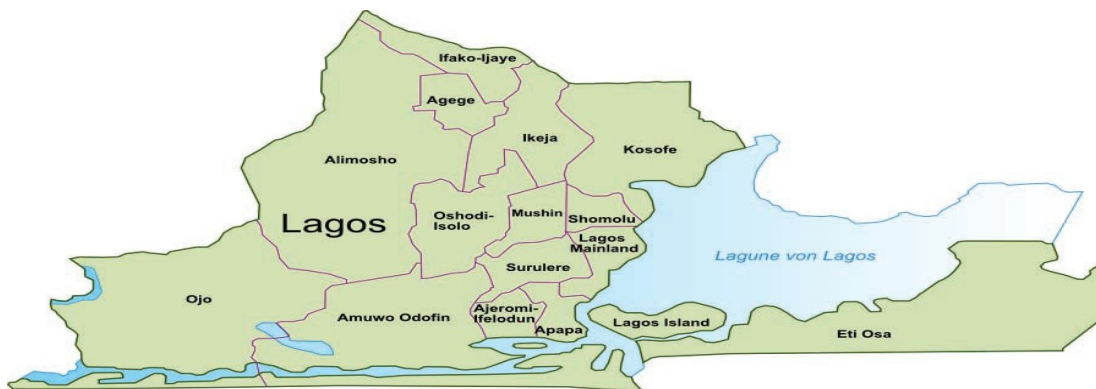 Ifako-Ijaye
Agege
Ikeja
Alimosho
Kosofe
Lagos
Oshodi-
Isolo
Mushin
Shomolu
Lagos
Mainland
Lagune von Lagos
Surulere
Ojo
Amuwo Odofin
Ajeromi-
Ifelodun
Apapa
Lagos Island
Eti Osa